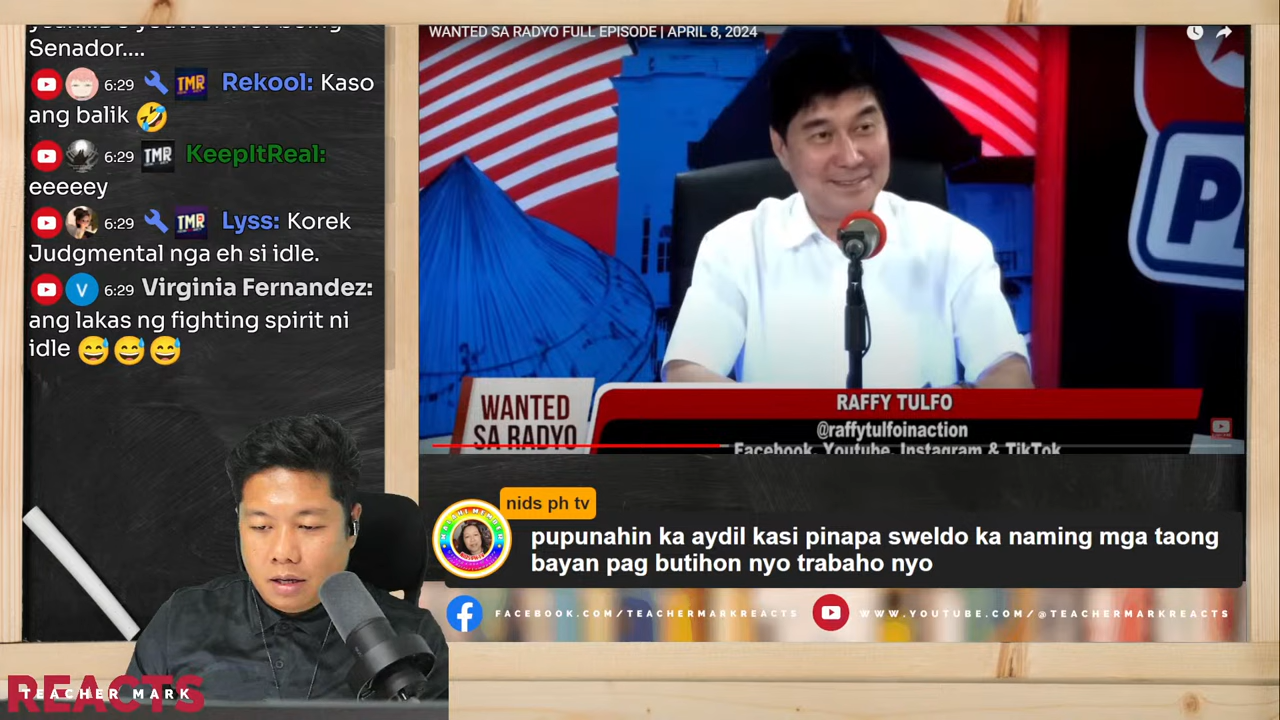 Senador....
6:29 TMR Rekool: Kaso
ang balik 🤣
6:29 TMR KeepItReal:
eeeeey
6:29 TMR Lyss: Korek
Judgmental nga eh si idle.
V 6:29 Virginia Fernandez:
ang lakas ng fighting spirit ni
idle 😅😅😅
WANTED SA RADYO FULL EPISODE | APRIL 8, 2024
P
WANTED
SA RADYO
RAFFY TULFO
@raffytulfoinaction
Facebook, Youtube, Instagram & TikTok
nids ph tv
pupunahin ka aydil kasi pinapa sweldo ka naming mga taong
bayan pag butihon nyo trabaho nyo
FACEBOOK.COM/TEACHERMARKREACTS
WWW.YOUTUBE.COM/@TEACHERMARKREACTS
TEACHER MARK
REACTS